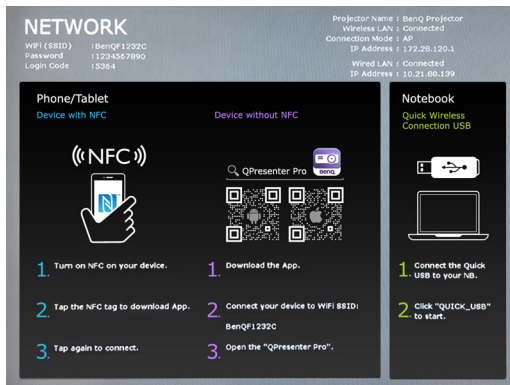 NETWORK
WiFi (SSID) : BenQF1232C
Password : 1234567890
Login Code : 5364
Projector Name : BenQ Projector
Wireless LAN : Connected
Connection Mode : AP
IP Address : 172.28.120.1
Wired LAN : Connected
IP Address : 10.21.80.139
Phone/Tablet
Device with NFC
NFC
1. Turn on NFC on your device.
2. Tap the NFC tag to download App.
3. Tap again to connect.
Device without NFC
QPresenter Pro
BenQ
1. Download the App.
2. Connect your device to WiFi SSID:
BenQF1232C
3. Open the "QPresenter Pro".
Notebook
Quick Wireless
Connection USB
1. Connect the Quick
USB to your NB.
2. Click "QUICK_USB"
to start.